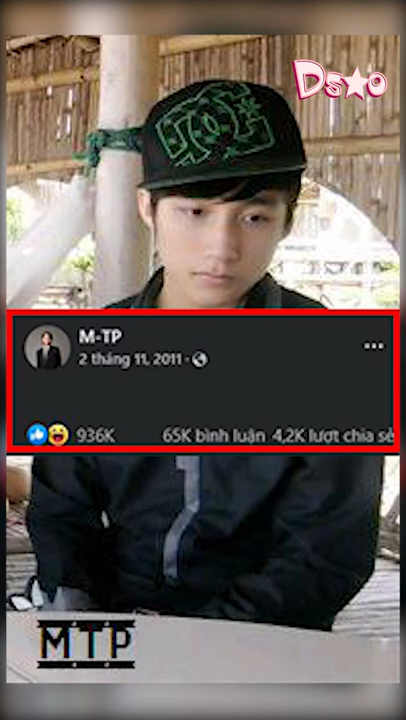 Ds★o
M-TP
2 tháng 11, 2011 ·
936K 65K bình luận 4,2K lượt chia sẻ
MTP